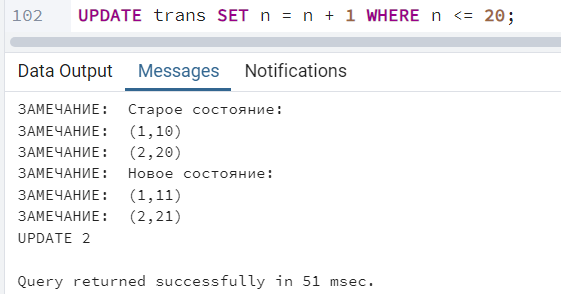 102 UPDATE trans SET n = n + 1 WHERE n <= 20;
Data Output Messages Notifications
ЗАМЕЧАНИЕ: Старое состояние:
ЗАМЕЧАНИЕ: (1,10)
ЗАМЕЧАНИЕ: (2,20)
ЗАМЕЧАНИЕ: Новое состояние:
ЗАМЕЧАНИЕ: (1,11)
ЗАМЕЧАНИЕ: (2,21)
UPDATE 2
Query returned successfully in 51 msec.